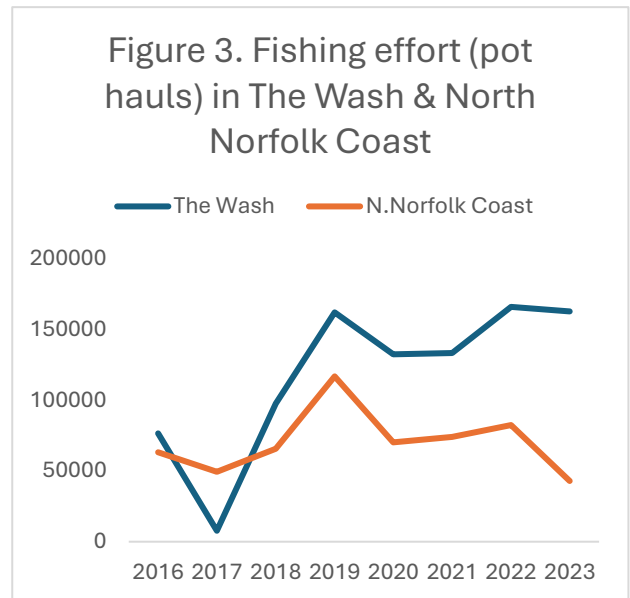 Figure 3. Fishing effort (pot
hauls) in The Wash & North
Norfolk Coast
The Wash N.Norfolk Coast
200000
150000
100000
50000
0
2016 2017 2018 2019 2020 2021 2022 2023